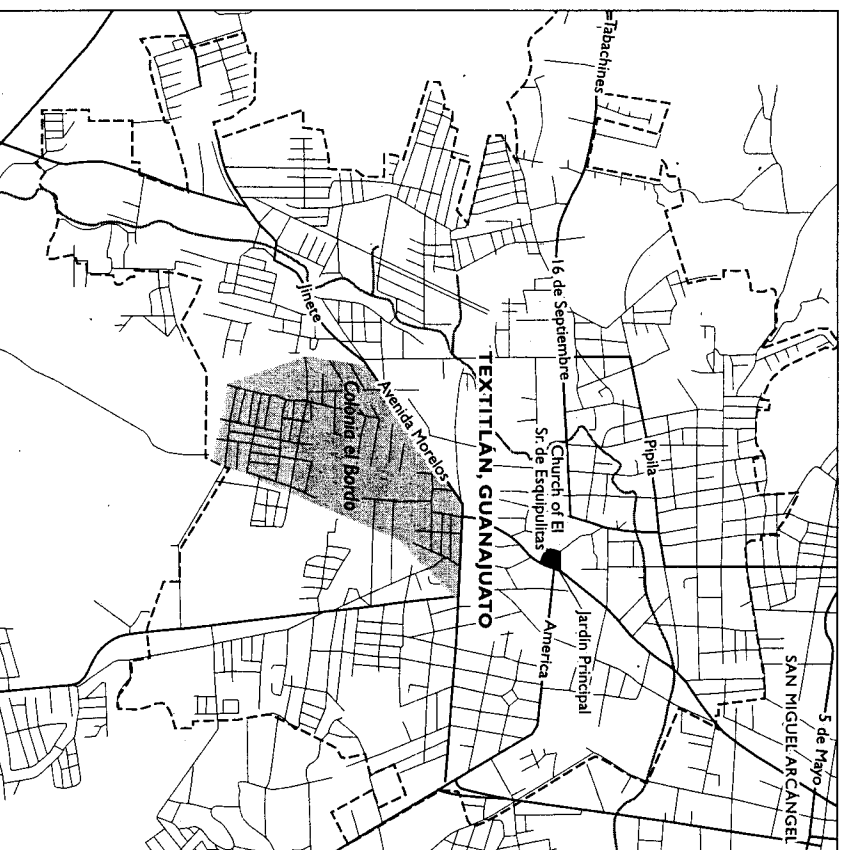 Tabachines
16 de Septiembre
Pipila
5 de Mayo
SAN MIGUEL ARCÁNGEL
Church of El
Sr. de Esquipulitas
Jardín Principal
America
TEXTITLÁN, GUANAJUATO
Jinete
Avenida Morelos
Colonia el Bordo